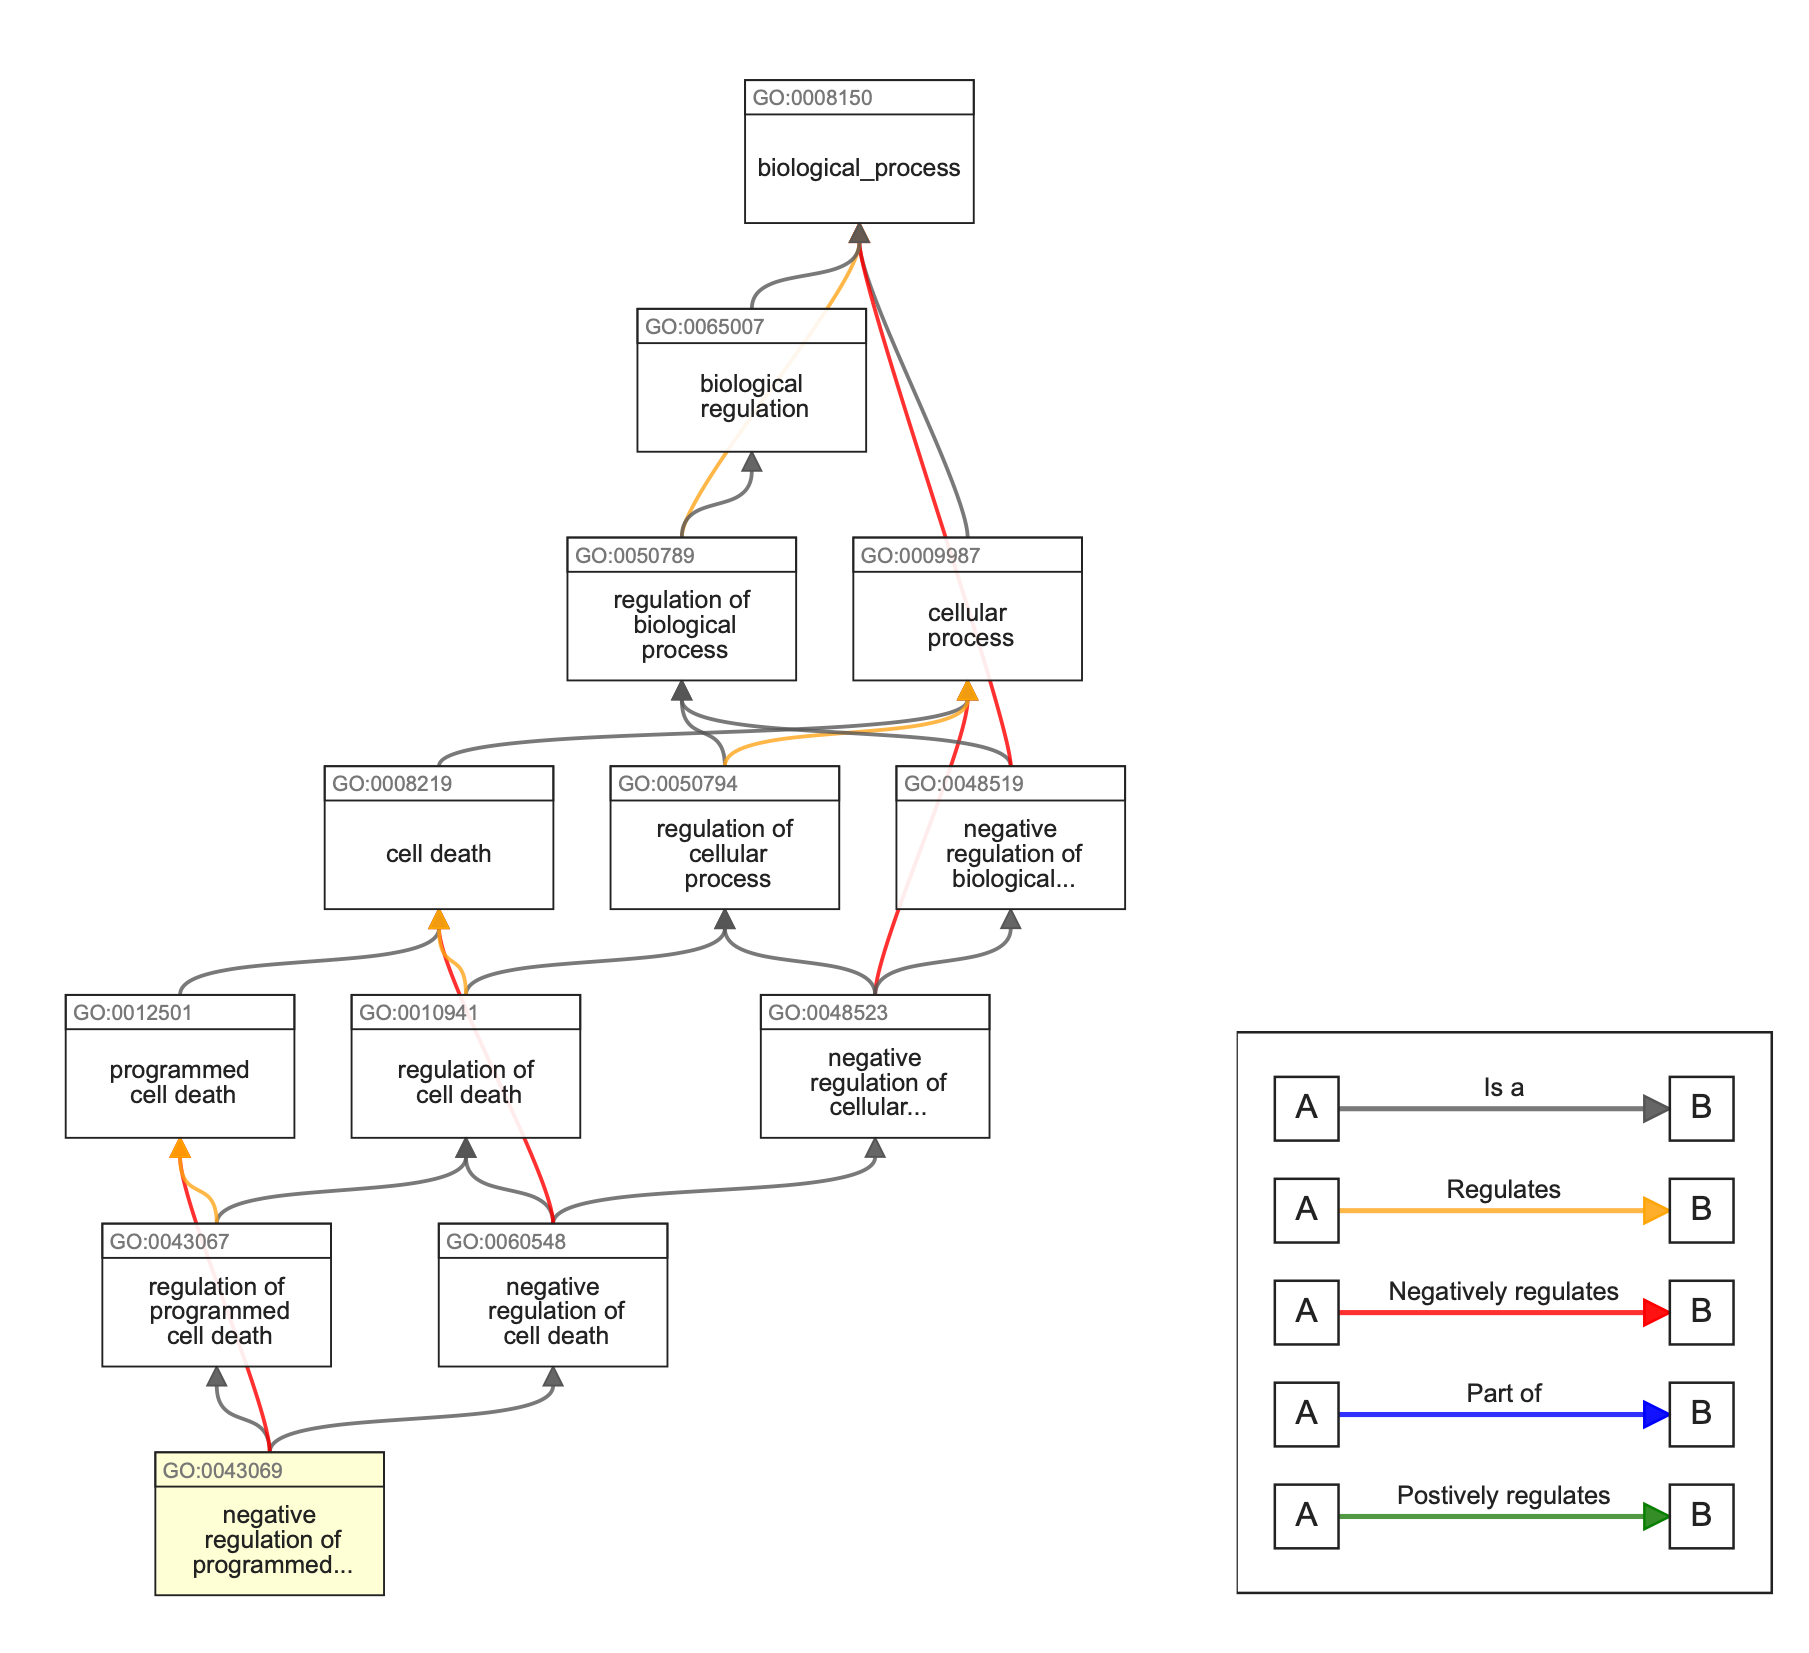 GO:0008150
biological_process
GO:0065007
biological
regulation
GO:0050789
regulation of
biological
process
GO:0009987
cellular
process
GO:0008219
cell death
GO:0050794
regulation of
cellular
process
GO:0048519
negative
regulation of
biological...
GO:0012501
programmed
cell death
GO:0010941
regulation of
cell death
GO:0048523
negative
regulation of
cellular...
GO:0043067
regulation of
programmed
cell death
GO:0060548
negative
regulation of
cell death
GO:0043069
negative
regulation of
programmed...
A Is a B
A Regulates B
A Negatively regulates B
A Part of B
A Postively regulates B